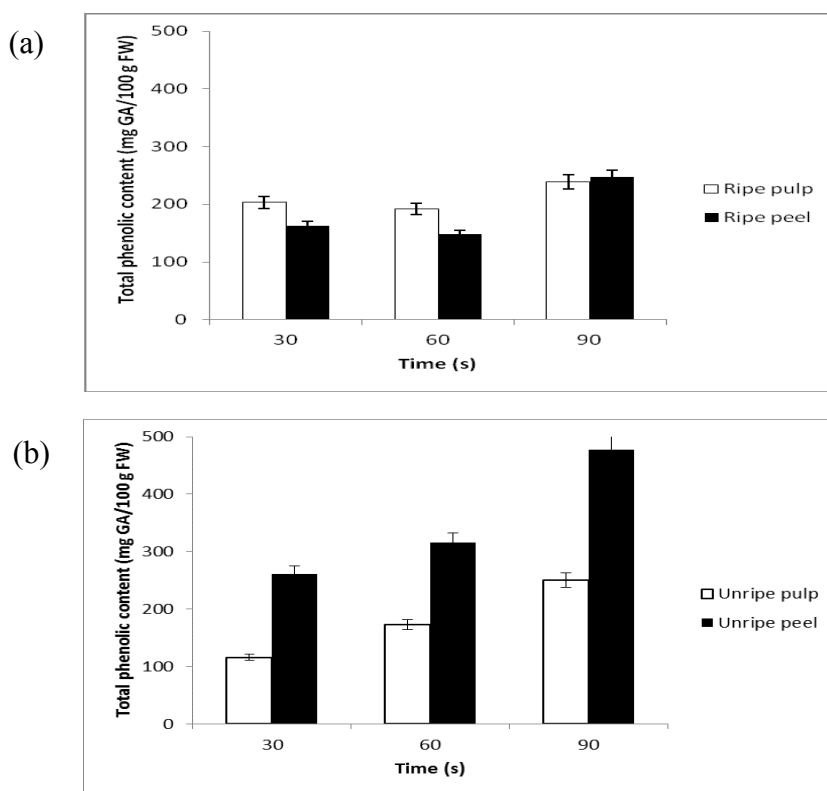 (a)
Total phenolic content (mg GA/100 g FW)
500
400
300
200
100
0
30 60 90
Time (s)
Ripe pulp
Ripe peel
(b)
Total phenolic content (mg GA/100 g FW)
500
400
300
200
100
0
30 60 90
Time (s)
Unripe pulp
Unripe peel